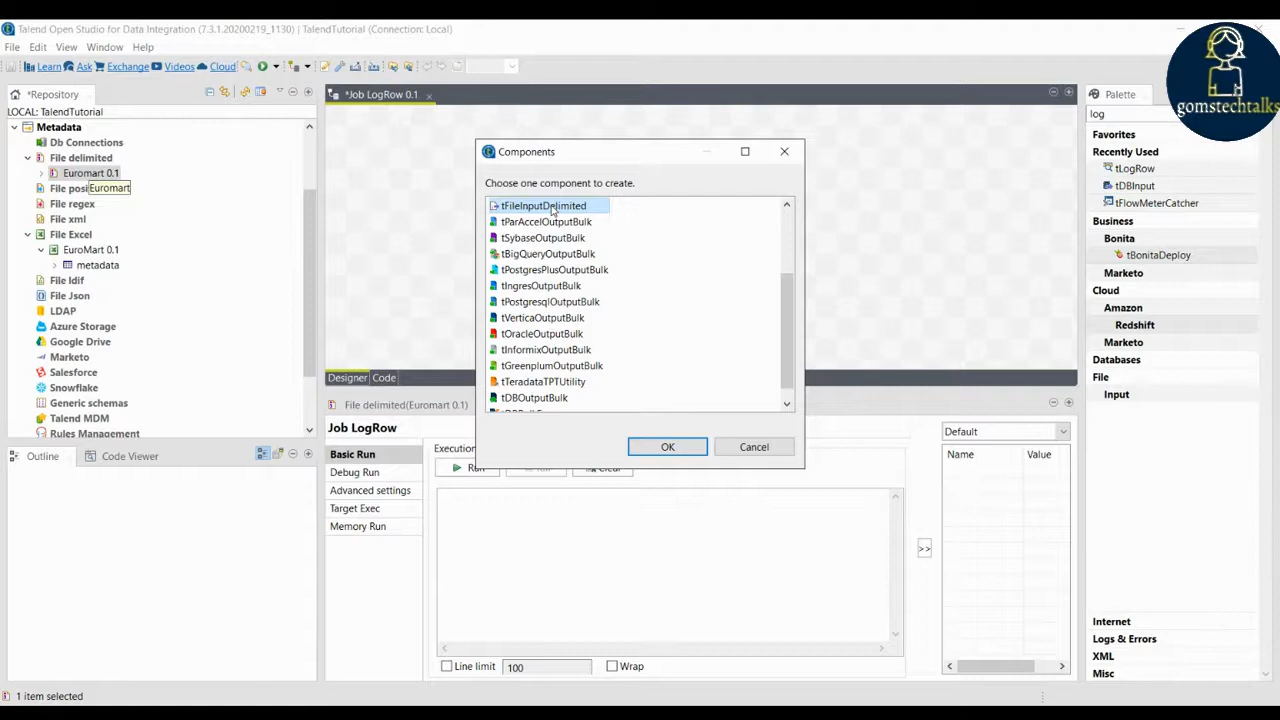 Talend Open Studio for Data Integration (7.3.1.20200219_1130) | TalendTutorial (Connection: Local)
File Edit View Window Help
Learn Ask Exchange Videos Cloud
gomstechtalks
*Repository
LOCAL: TalendTutorial
Metadata
Db Connections
File delimited
Euromart 0.1
File posi
Euromart
File regex
File xml
File Excel
EuroMart 0.1
metadata
File ldif
File Json
LDAP
Azure Storage
Google Drive
Marketo
Salesforce
Snowflake
Generic schemas
Talend MDM
Rules Management
Outline Code Viewer
1 item selected
*Job LogRow 0.1
Components
Choose one component to create.
tFileInputDelimited
tParAccelOutputBulk
tSybaseOutputBulk
tBigQueryOutputBulk
tPostgresPlusOutputBulk
tIngresOutputBulk
tPostgresqlOutputBulk
tVerticaOutputBulk
tOracleOutputBulk
tInformixOutputBulk
tGreenplumOutputBulk
tTeradataTPTUtility
tDBOutputBulk
OK Cancel
Designer Code
File delimited(Euromart 0.1)
Job LogRow
Basic Run
Debug Run
Advanced settings
Target Exec
Memory Run
Execution
Run
Clear
Line limit 100 Wrap
Default
Name Value
>>
Palette
log
Favorites
Recently Used
tLogRow
tDBInput
tFlowMeterCatcher
Business
Bonita
tBonitaDeploy
Marketo
Cloud
Amazon
Redshift
Marketo
Databases
File
Input
Internet
Logs & Errors
XML
Misc